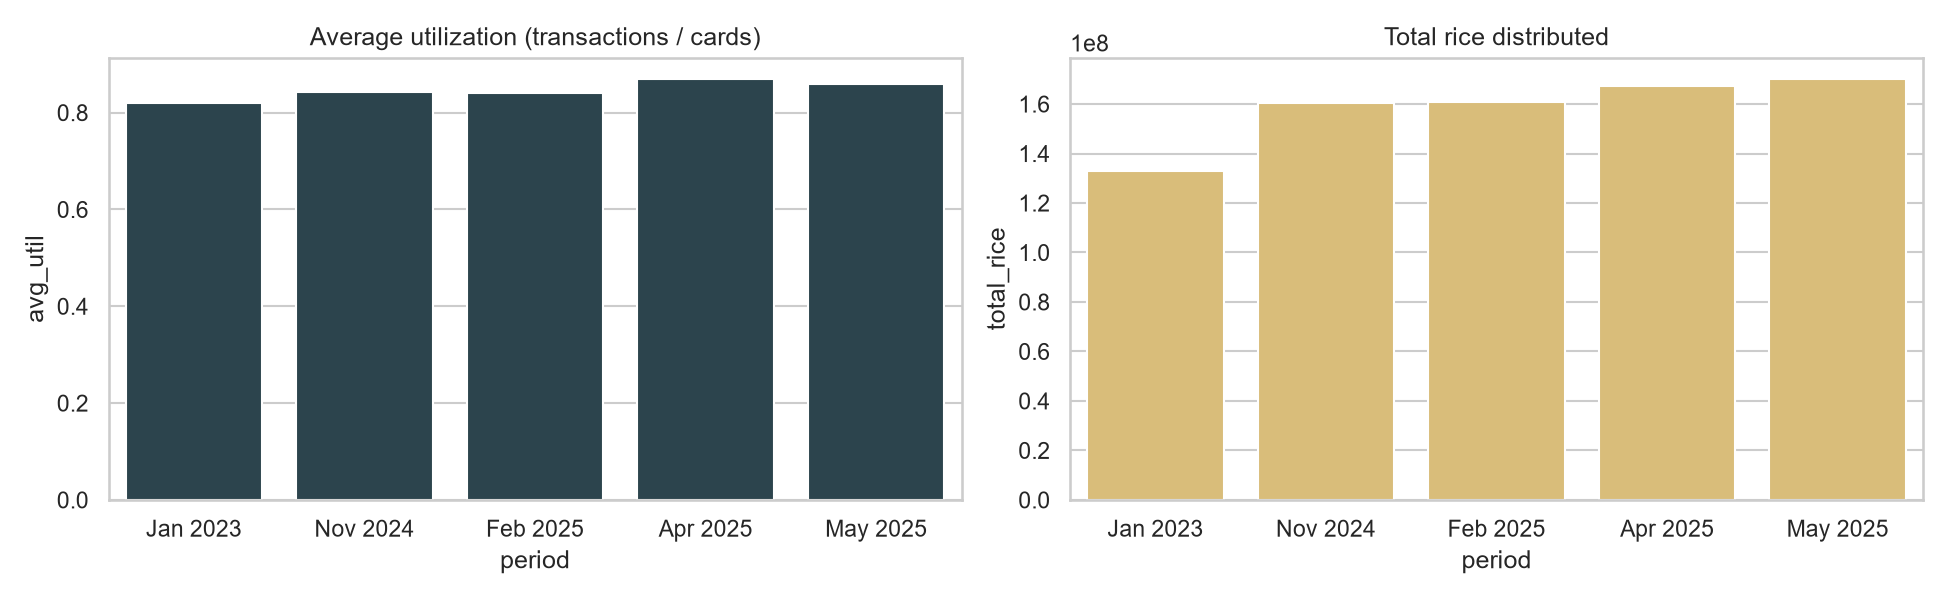 Average utilization (transactions / cards)
avg_util
0.8
0.6
0.4
0.2
0.0
Jan 2023 Nov 2024 Feb 2025 Apr 2025 May 2025
period
Total rice distributed
1e8
total_rice
1.6
1.4
1.2
1.0
0.8
0.6
0.4
0.2
0.0
Jan 2023 Nov 2024 Feb 2025 Apr 2025 May 2025
period